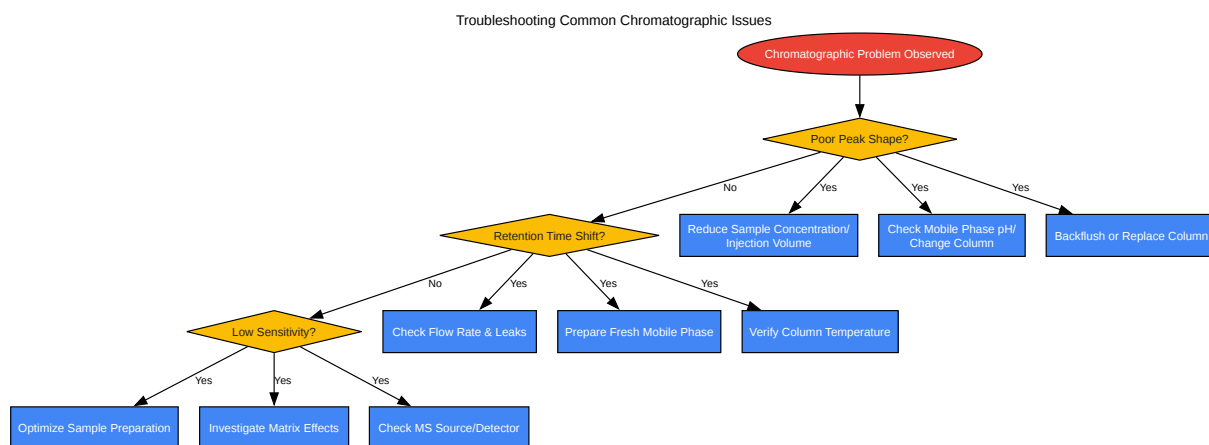 Troubleshooting Common Chromatographic Issues
Chromatographic Problem Observed
Poor Peak Shape?
No
Yes
Yes
Yes
Retention Time Shift?
Reduce Sample Concentration/
Injection Volume
Check Mobile Phase pH/
Change Column
Backflush or Replace Column
No
Yes
Yes
Yes
Low Sensitivity?
Check Flow Rate & Leaks
Prepare Fresh Mobile Phase
Verify Column Temperature
Yes
Yes
Yes
Optimize Sample Preparation
Investigate Matrix Effects
Check MS Source/Detector